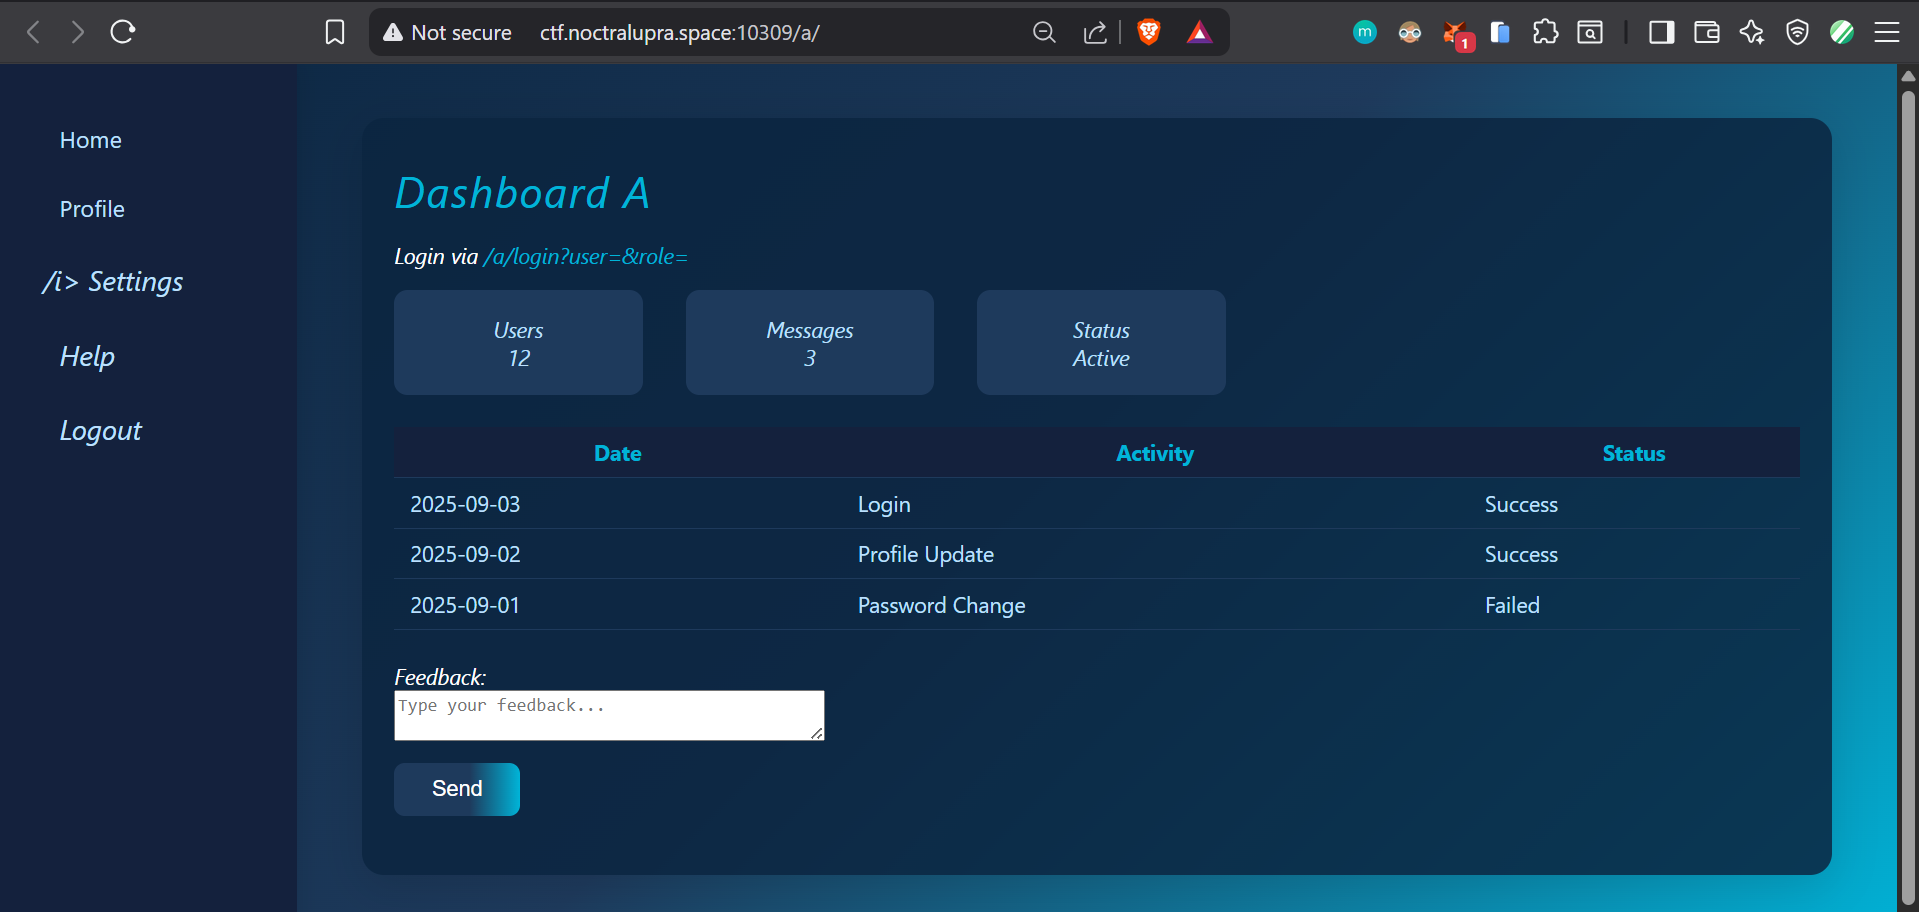 Not secure
ctf.noctralupra.space:10309/a/
m
1
Home
Profile
/i> Settings
Help
Logout
Dashboard A
Login via /a/login?user=&role=
Users
12
Messages
3
Status
Active
Date Activity Status
2025-09-03 Login Success
2025-09-02 Profile Update Success
2025-09-01 Password Change Failed
Feedback:
Type your feedback...
Send